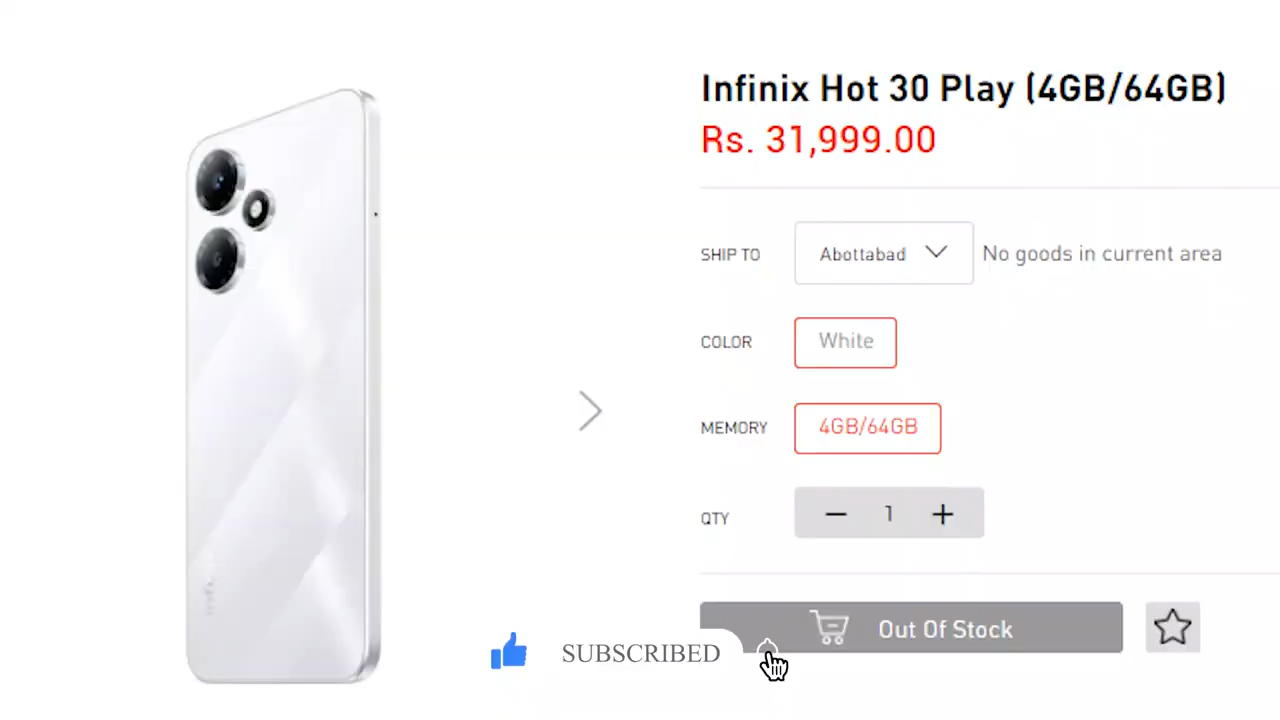 Infinix Hot 30 Play (4GB/64GB)
Rs. 31,999.00
SHIP TO
Abottabad
No goods in current area
COLOR
White
MEMORY
4GB/64GB
QTY
1
Out Of Stock
SUBSCRIBED